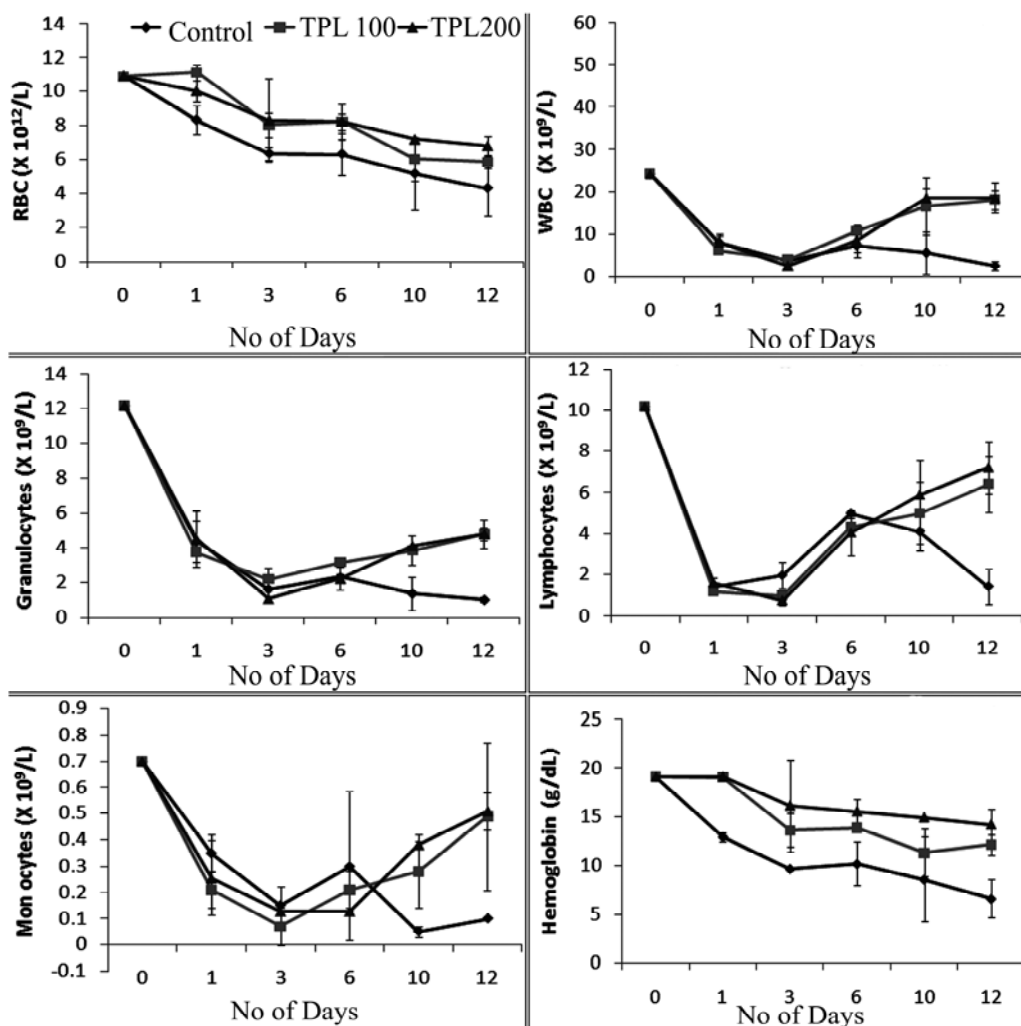 Control TPL 100 TPL200
RBC (X 10¹²/L)
14
12
10
8
6
4
2
0
0 1 3 6 10 12
No of Days
WBC (X 10⁹/L)
60
50
40
30
20
10
0
0 1 3 6 10 12
No of Days
Granulocytes (X 10⁹/L)
14
12
10
8
6
4
2
0
0 1 3 6 10 12
No of Days
Lymphocytes (X 10⁹/L)
12
10
8
6
4
2
0
0 1 3 6 10 12
No of Days
Mon ocytes (X 10⁹/L)
0.9
0.8
0.7
0.6
0.5
0.4
0.3
0.2
0.1
0
-0.1
0 1 3 6 10 12
No of Days
Hemoglobin (g/dL)
25
20
15
10
5
0
0 1 3 6 10 12
No of Days